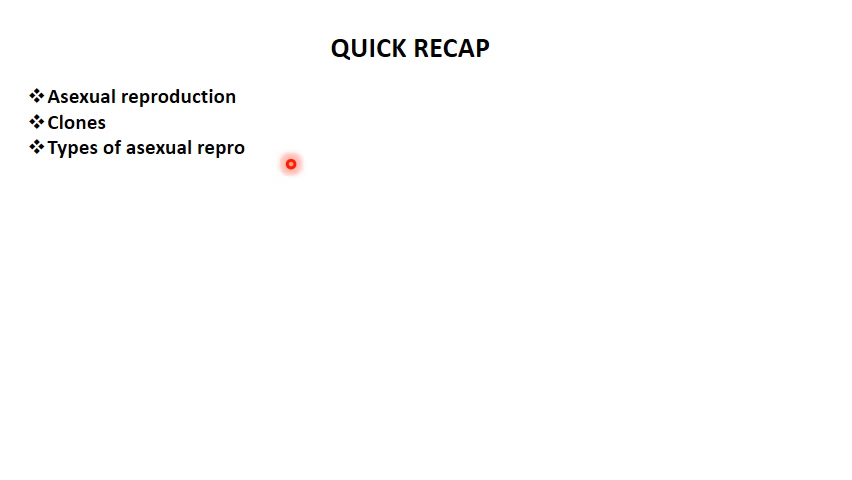 QUICK RECAP
❖Asexual reproduction
❖Clones
❖Types of asexual repro